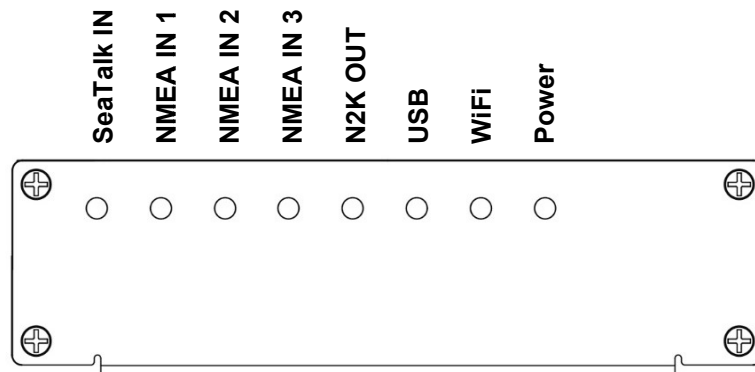 SeaTalk IN
NMEA IN 1
NMEA IN 2
NMEA IN 3
N2K OUT
USB
WiFi
Power